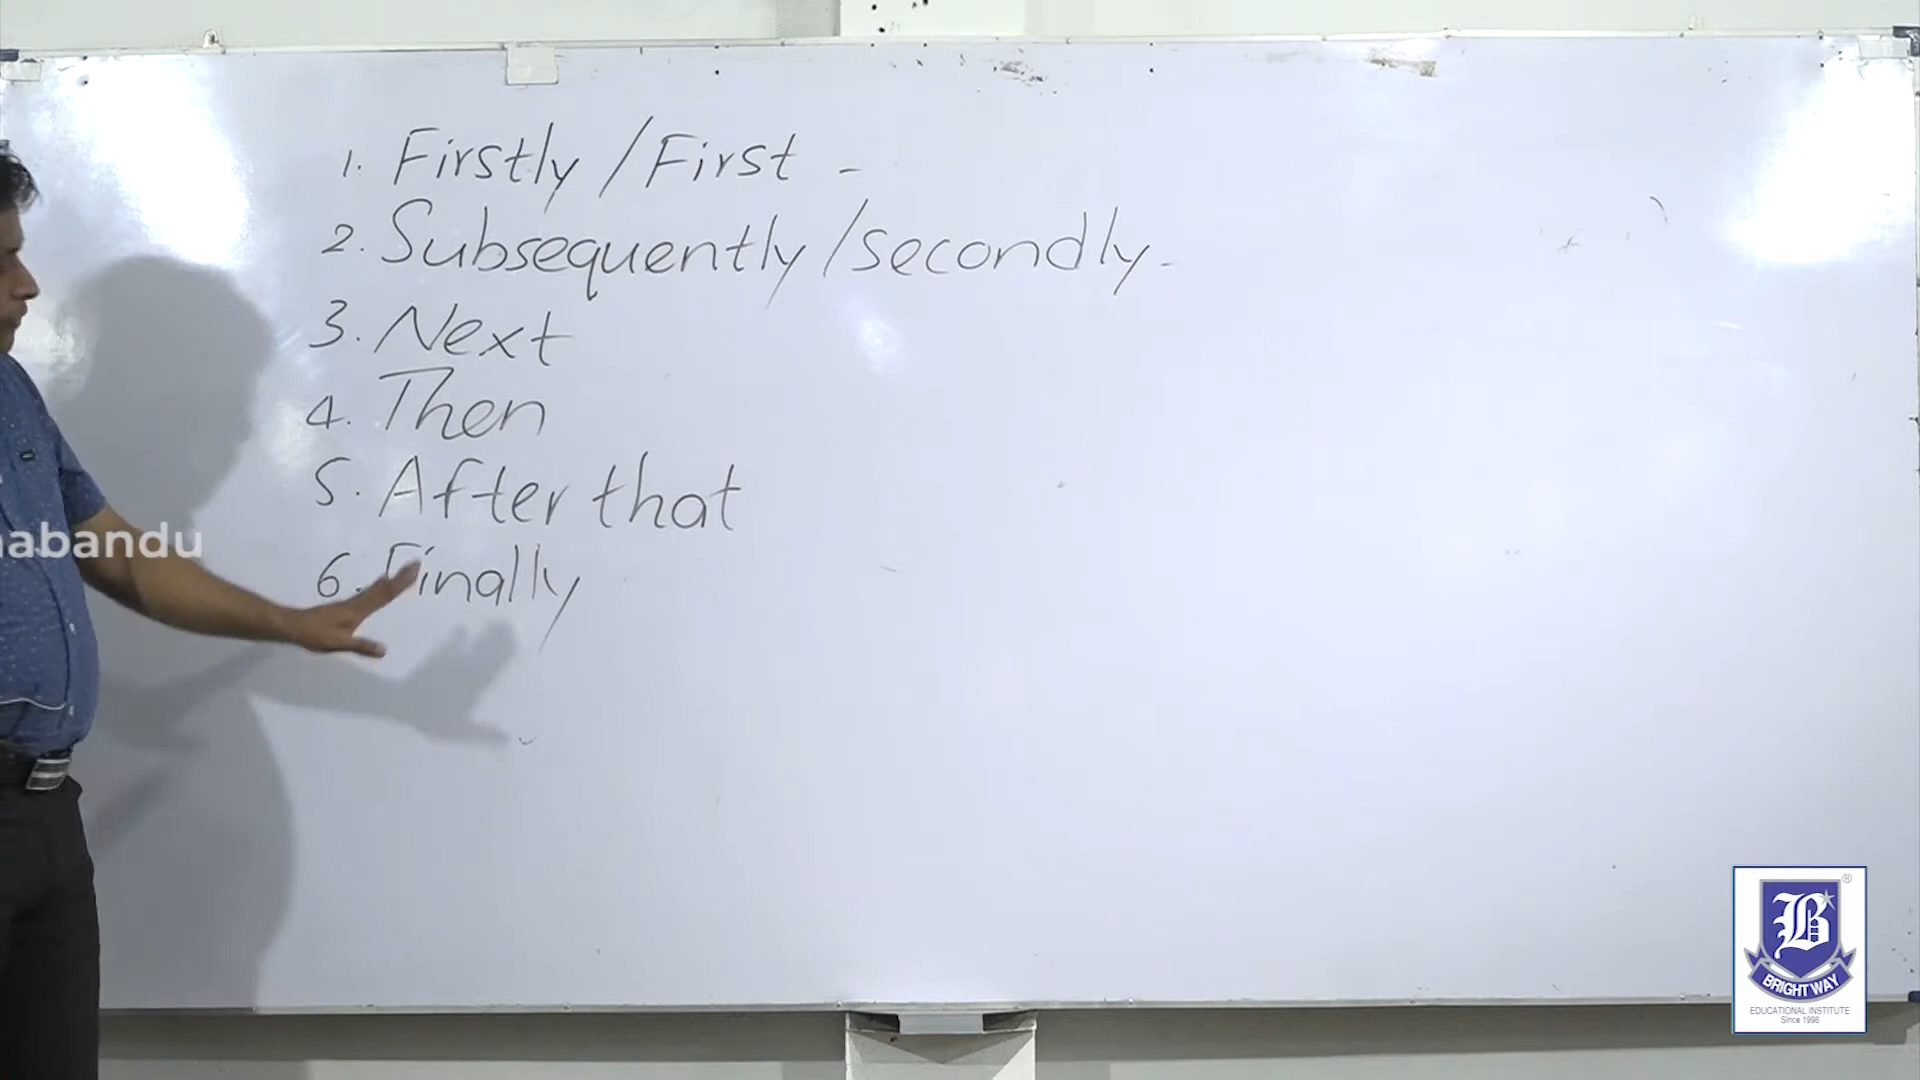 1. Firstly / First -
2. Subsequently / secondly -
3. Next
4. Then
5. After that
6. Finally
nabandu
B
BRIGHT WAY
EDUCATIONAL INSTITUTE
Since 1998